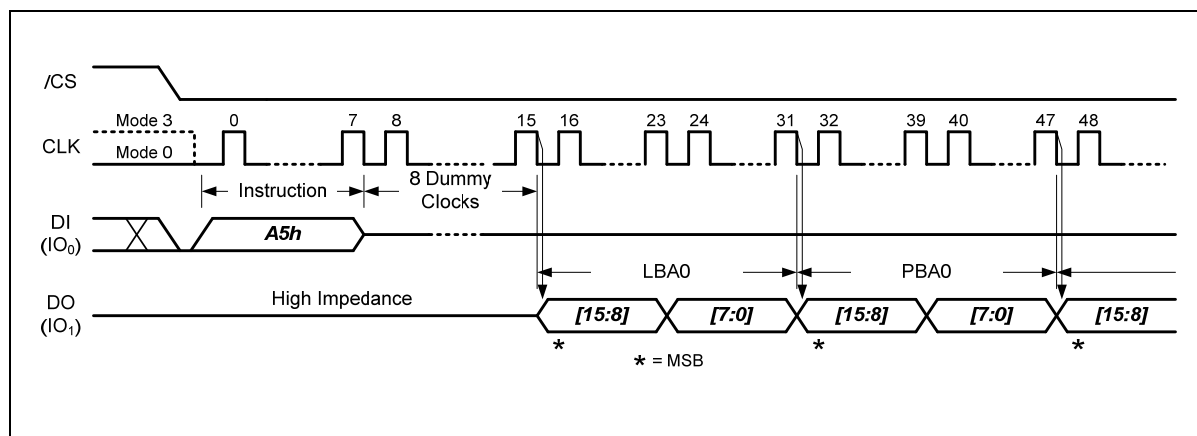 /CS
Mode 3 0 7 8 15 16 23 24 31 32 39 40 47 48
CLK
Mode 0
Instruction
8 Dummy
Clocks
DI
(IO₀)
A5h
LBA0 PBA0
DO
(IO₁)
High Impedance
[15:8] [7:0] [15:8] [7:0] [15:8]
* * *
* = MSB